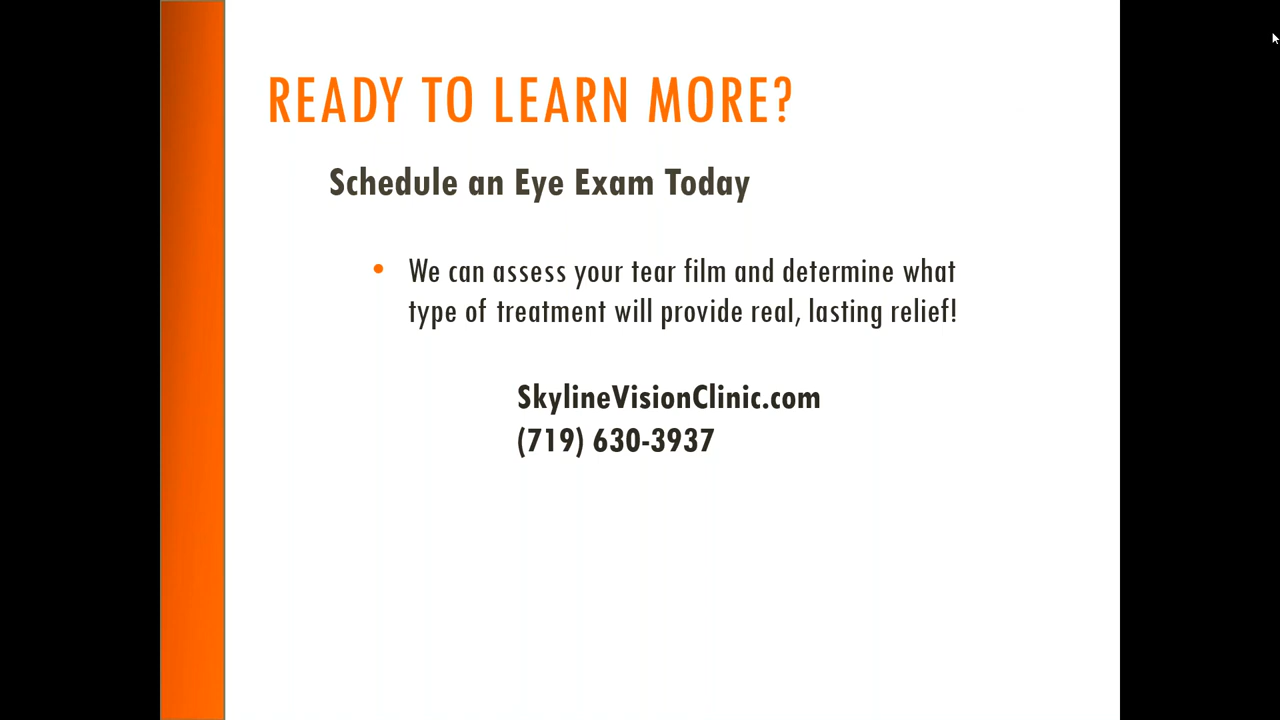 READY TO LEARN MORE?
Schedule an Eye Exam Today
• We can assess your tear film and determine what
type of treatment will provide real, lasting relief!
SkylineVisionClinic.com
(719) 630-3937